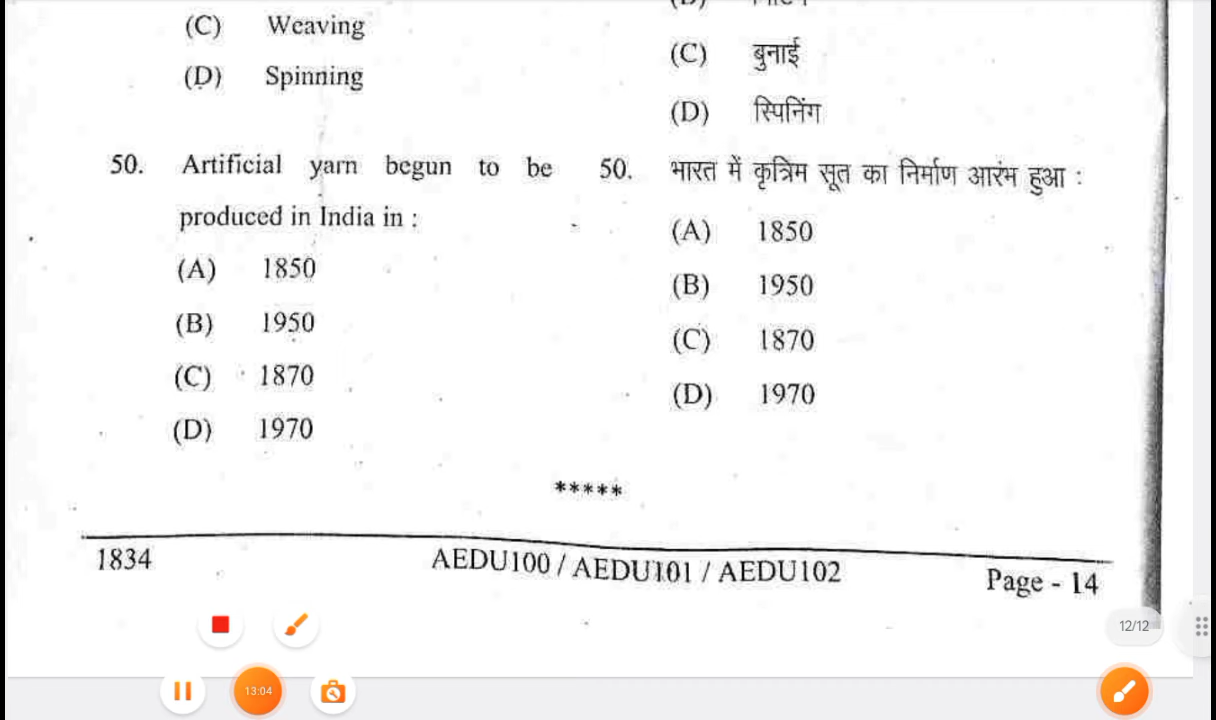 (C) Weaving
(D) Spinning
(C) बुनाई
(D) स्पिनिंग
50. Artificial yarn begun to be
produced in India in :
(A) 1850
(B) 1950
(C) 1870
(D) 1970
50. भारत में कृत्रिम सूत का निर्माण आरंभ हुआ :
(A) 1850
(B) 1950
(C) 1870
(D) 1970
*****
1834 AEDU100 / AEDU101 / AEDU102 Page - 14
12/12
13:04